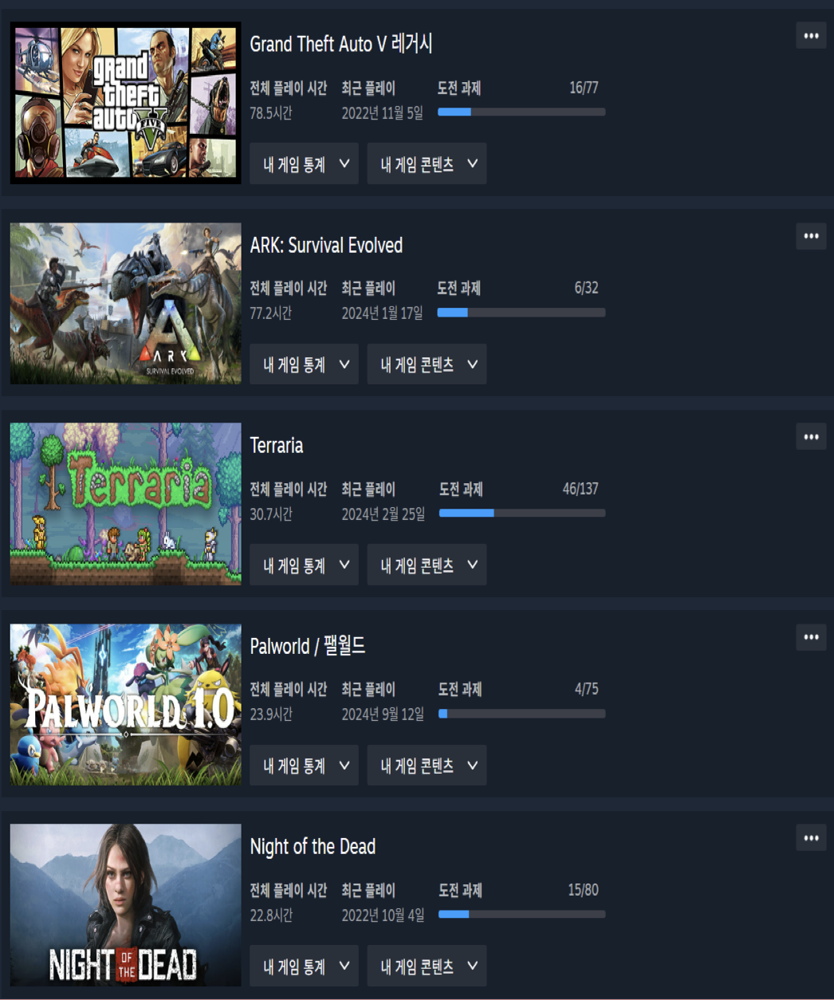 grand
theft
auto
FIVE
Grand Theft Auto V 레거시
전체 플레이 시간 최근 플레이 도전 과제 16/77
78.5시간 2022년 11월 5일
내 게임 통계 내 게임 콘텐츠
ARK
SURVIVAL EVOLVED
ARK: Survival Evolved
전체 플레이 시간 최근 플레이 도전 과제 6/32
77.2시간 2024년 1월 17일
내 게임 통계 내 게임 콘텐츠
Terraria
Terraria
전체 플레이 시간 최근 플레이 도전 과제 46/137
30.7시간 2024년 2월 25일
내 게임 통계 내 게임 콘텐츠
PALWORLD 1.0
Palworld / 팰월드
전체 플레이 시간 최근 플레이 도전 과제 4/75
23.9시간 2024년 9월 12일
내 게임 통계 내 게임 콘텐츠
NIGHT OF THE DEAD
Night of the Dead
전체 플레이 시간 최근 플레이 도전 과제 15/80
22.8시간 2022년 10월 4일
내 게임 통계 내 게임 콘텐츠